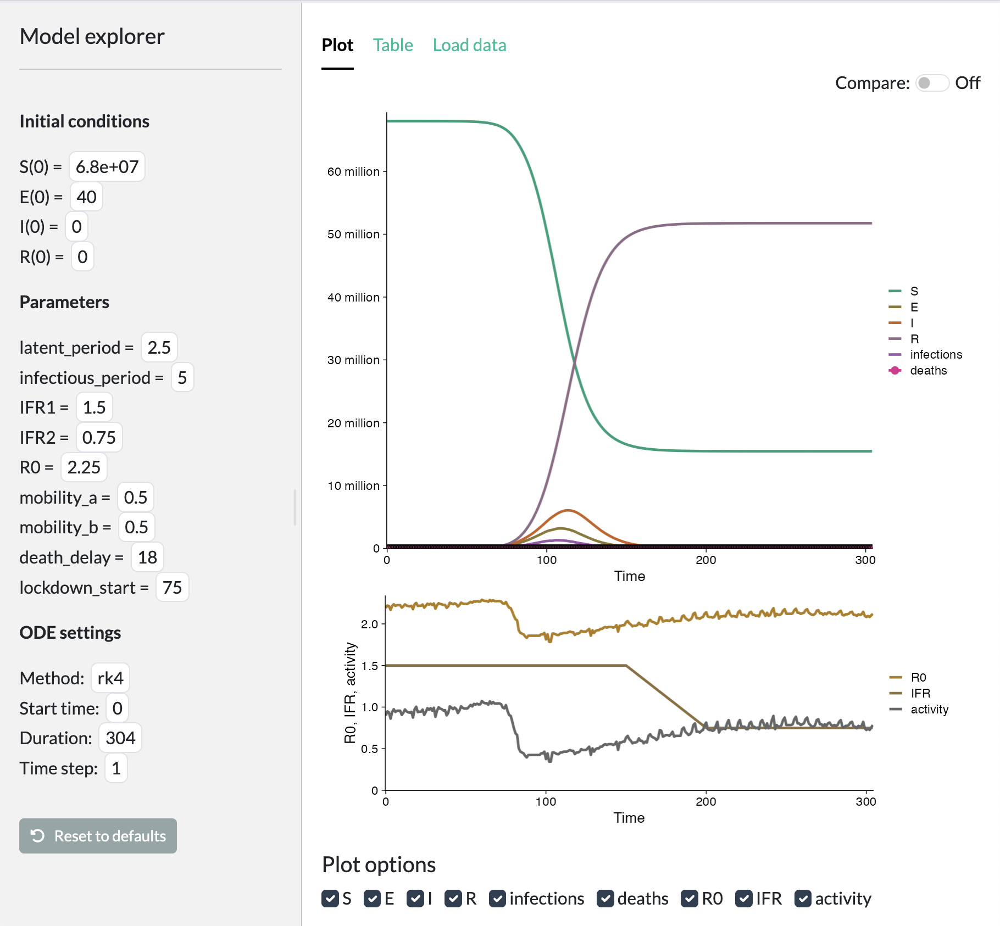 Model explorer
Initial conditions
S(0) = 6.8e+07
E(0) = 40
I(0) = 0
R(0) = 0
Parameters
latent_period = 2.5
infectious_period = 5
IFR1 = 1.5
IFR2 = 0.75
R0 = 2.25
mobility_a = 0.5
mobility_b = 0.5
death_delay = 18
lockdown_start = 75
ODE settings
Method: rk4
Start time: 0
Duration: 304
Time step: 1
Reset to defaults
Plot Table Load data
Compare: Off
60 million
50 million
40 million
30 million
20 million
10 million
0
0 100 200 300
Time
S
E
I
R
infections
deaths
R0, IFR, activity
2.0
1.5
1.0
0.5
0
0 100 200 300
Time
R0
IFR
activity
Plot options
S E I R infections deaths R0 IFR activity